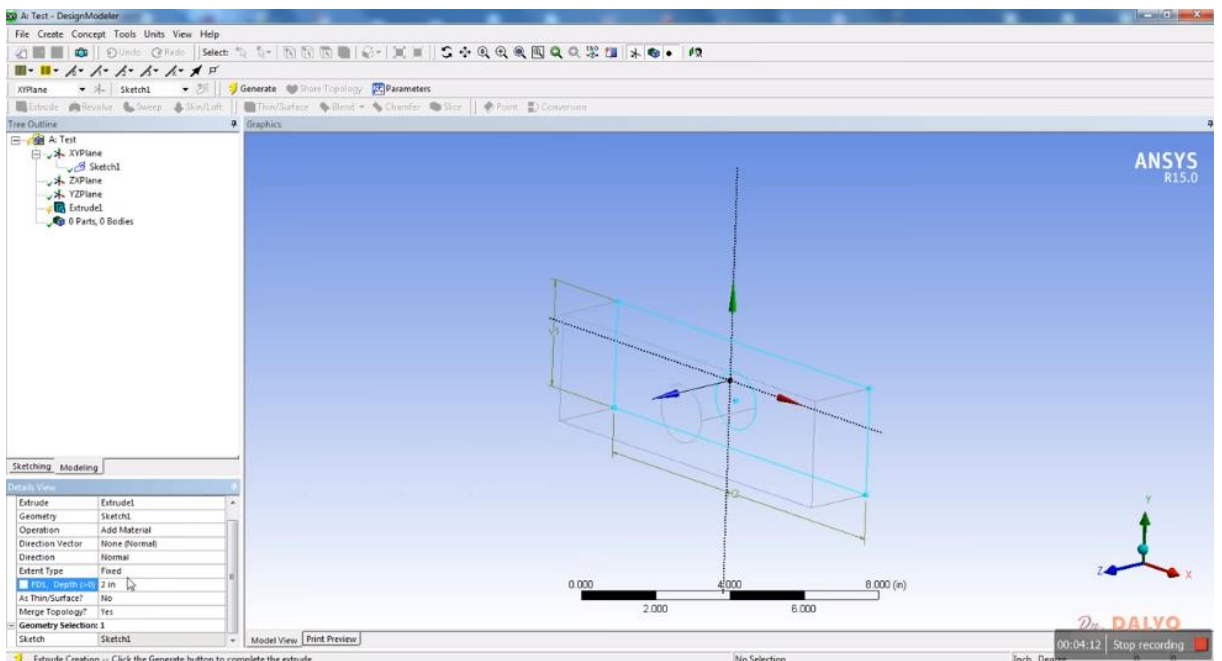 A: Test - DesignModeler
File Create Concept Tools Units View Help
Undo Redo Select:
XYPlane Sketch1 Generate Share Topology Parameters
Extrude Revolve Sweep Skin/Loft Thin/Surface Blend Chamfer Slice Point Conversion
Tree Outline Graphics
A: Test
XYPlane
Sketch1
ZXPlane
YZPlane
Extrude1
0 Parts, 0 Bodies
ANSYS
R15.0
Sketching Modeling
Details View
Extrude Extrude1
Geometry Sketch1
Operation Add Material
Direction Vector None (Normal)
Direction Normal
Extent Type Fixed
FD1, Depth (>0) 2 in
As Thin/Surface? No
Merge Topology? Yes
Geometry Selection: 1
Sketch Sketch1
Y
Z X
0.000 4.000 8.000 (in)
2.000 6.000
Dr. DALYO
00:04:12 Stop recording
Model View Print Preview
Extrude Creation -- Click the Generate button to complete the extrude No Selection Inch Degree 0 0